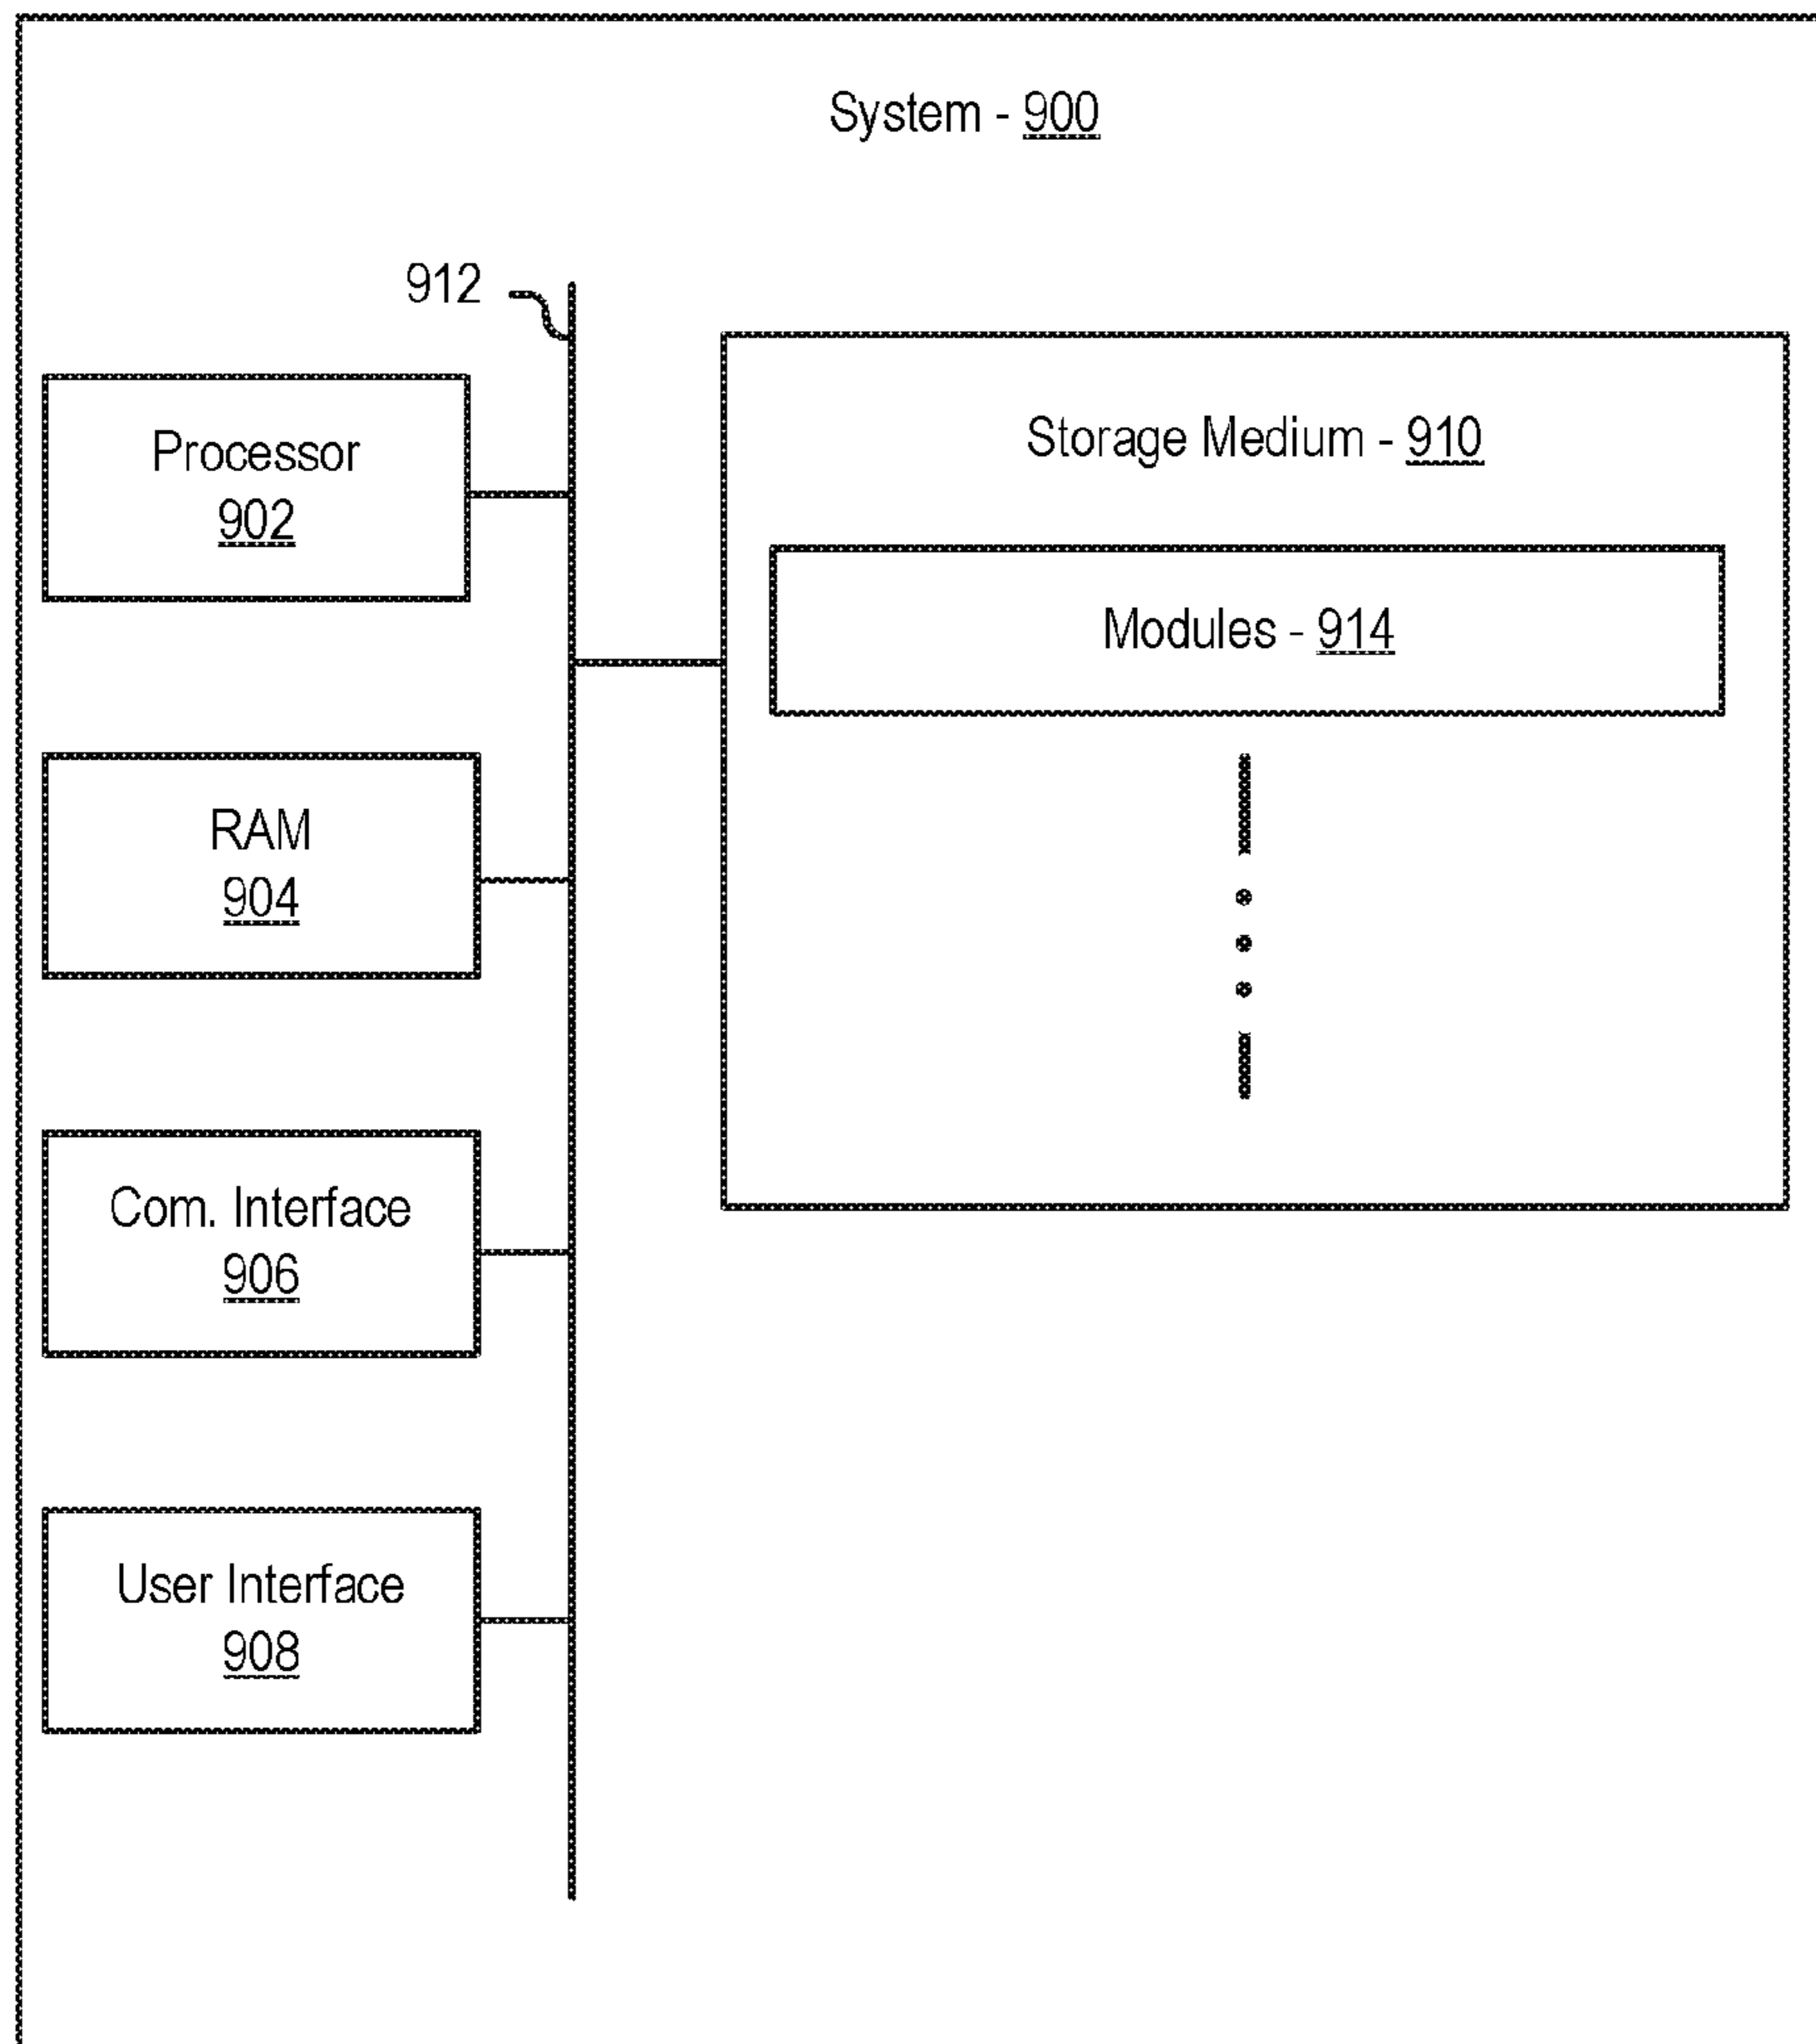 System - 900
912
Processor
902
Storage Medium - 910
Modules - 914
RAM
904
Com. Interface
906
User Interface
908